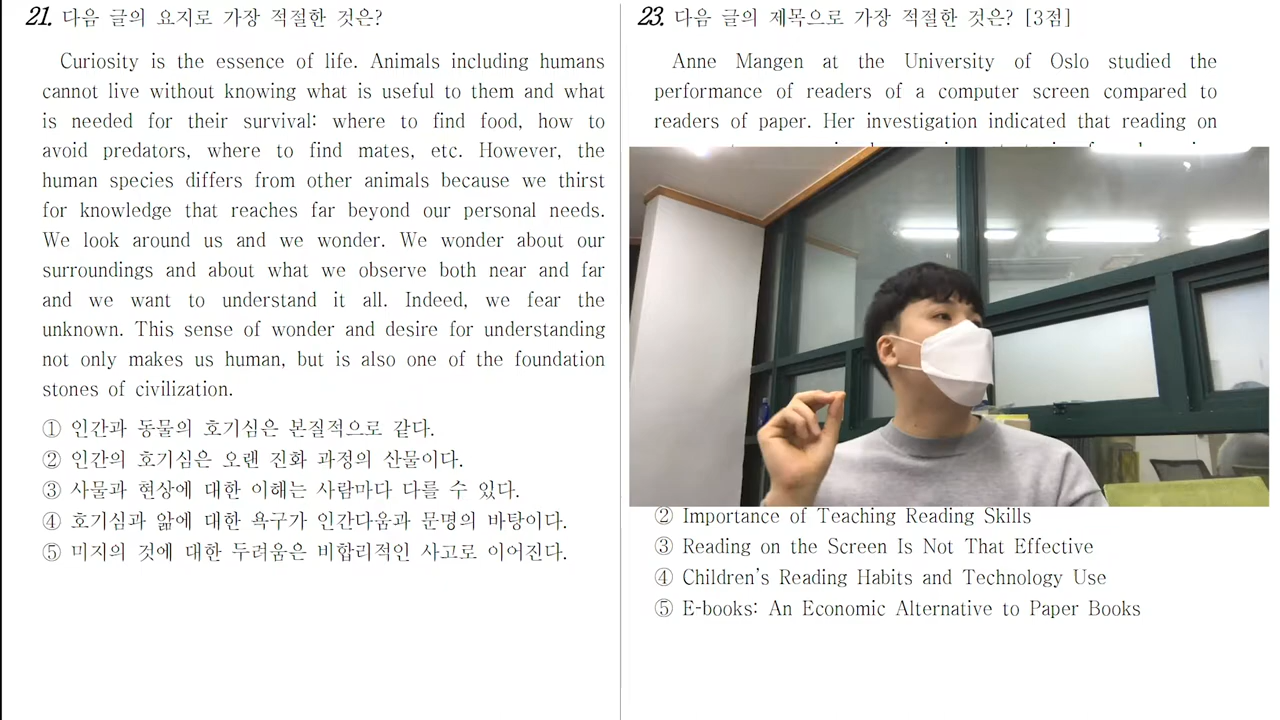 21. 다음 글의 요지로 가장 적절한 것은?
Curiosity is the essence of life. Animals including humans
cannot live without knowing what is useful to them and what
is needed for their survival: where to find food, how to
avoid predators, where to find mates, etc. However, the
human species differs from other animals because we thirst
for knowledge that reaches far beyond our personal needs.
We look around us and we wonder. We wonder about our
surroundings and about what we observe both near and far
and we want to understand it all. Indeed, we fear the
unknown. This sense of wonder and desire for understanding
not only makes us human, but is also one of the foundation
stones of civilization.
① 인간과 동물의 호기심은 본질적으로 같다.
② 인간의 호기심은 오랜 진화 과정의 산물이다.
③ 사물과 현상에 대한 이해는 사람마다 다를 수 있다.
④ 호기심과 앎에 대한 욕구가 인간다움과 문명의 바탕이다.
⑤ 미지의 것에 대한 두려움은 비합리적인 사고로 이어진다.
23. 다음 글의 제목으로 가장 적절한 것은? [3점]
Anne Mangen at the University of Oslo studied the
performance of readers of a computer screen compared to
readers of paper. Her investigation indicated that reading on
② Importance of Teaching Reading Skills
③ Reading on the Screen Is Not That Effective
④ Children's Reading Habits and Technology Use
⑤ E-books: An Economic Alternative to Paper Books